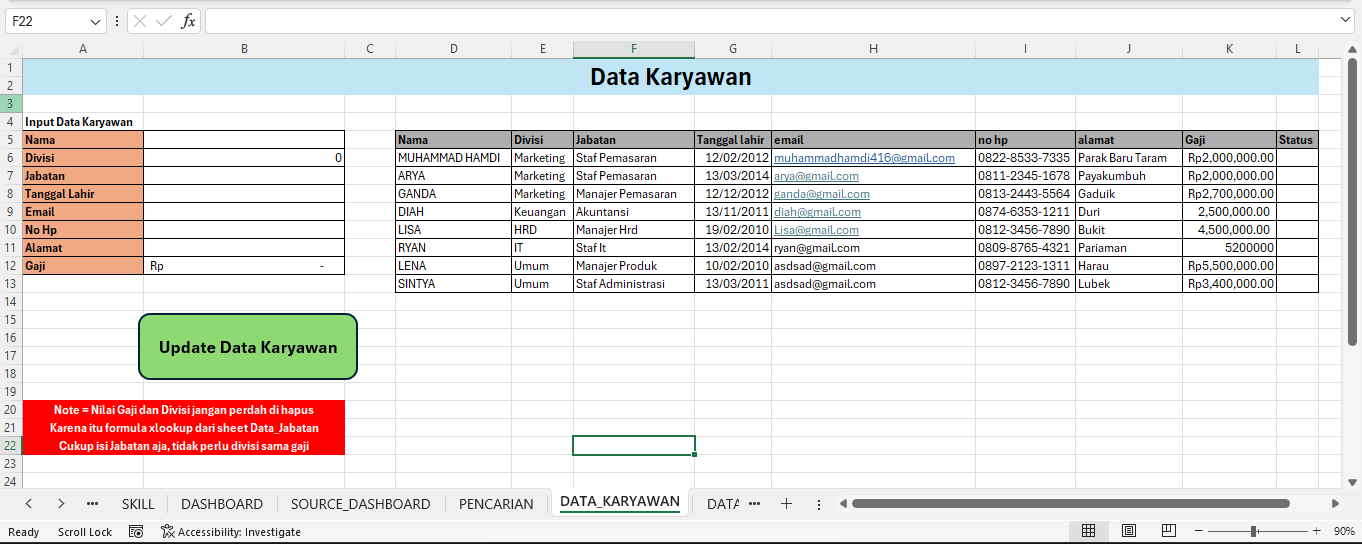 F22
fx
A B C D E F G H I J K L
1 Data Karyawan
2
3
4 Input Data Karyawan
5 Nama Nama Divisi Jabatan Tanggal lahir email no hp alamat Gaji Status
6 Divisi 0 MUHAMMAD HAMDI Marketing Staf Pemasaran 12/02/2012 muhammadhamdi416@gmail.com 0822-8533-7335 Parak Baru Taram Rp2,000,000.00
7 Jabatan ARYA Marketing Staf Pemasaran 13/03/2014 arya@gmail.com 0811-2345-1678 Payakumbuh Rp2,000,000.00
8 Tanggal Lahir GANDA Marketing Manajer Pemasaran 12/12/2012 ganda@gmail.com 0813-2443-5564 Gaduik Rp2,700,000.00
9 Email DIAH Keuangan Akuntansi 13/11/2011 diah@gmail.com 0874-6353-1211 Duri 2,500,000.00
10 No Hp LISA HRD Manajer Hrd 19/02/2010 Lisa@gmail.com 0812-3456-7890 Bukit 4,500,000.00
11 Alamat RYAN IT Staf It 13/02/2014 ryan@gmail.com 0809-8765-4321 Pariaman 5200000
12 Gaji Rp - LENA Umum Manajer Produk 10/02/2010 asdsad@gmail.com 0897-2123-1311 Harau Rp5,500,000.00
13 SINTYA Umum Staf Administrasi 13/03/2011 asdsad@gmail.com 0812-3456-7890 Lubek Rp3,400,000.00
14
15
16
17 Update Data Karyawan
18
19
20 Note = Nilai Gaji dan Divisi jangan perdah di hapus
21 Karena itu formula xlookup dari sheet Data_Jabatan
22 Cukup isi Jabatan aja, tidak perlu divisi sama gaji
23
24
SKILL DASHBOARD SOURCE_DASHBOARD PENCARIAN DATA_KARYAWAN DATA ...
Ready Scroll Lock Accessibility: Investigate 90%